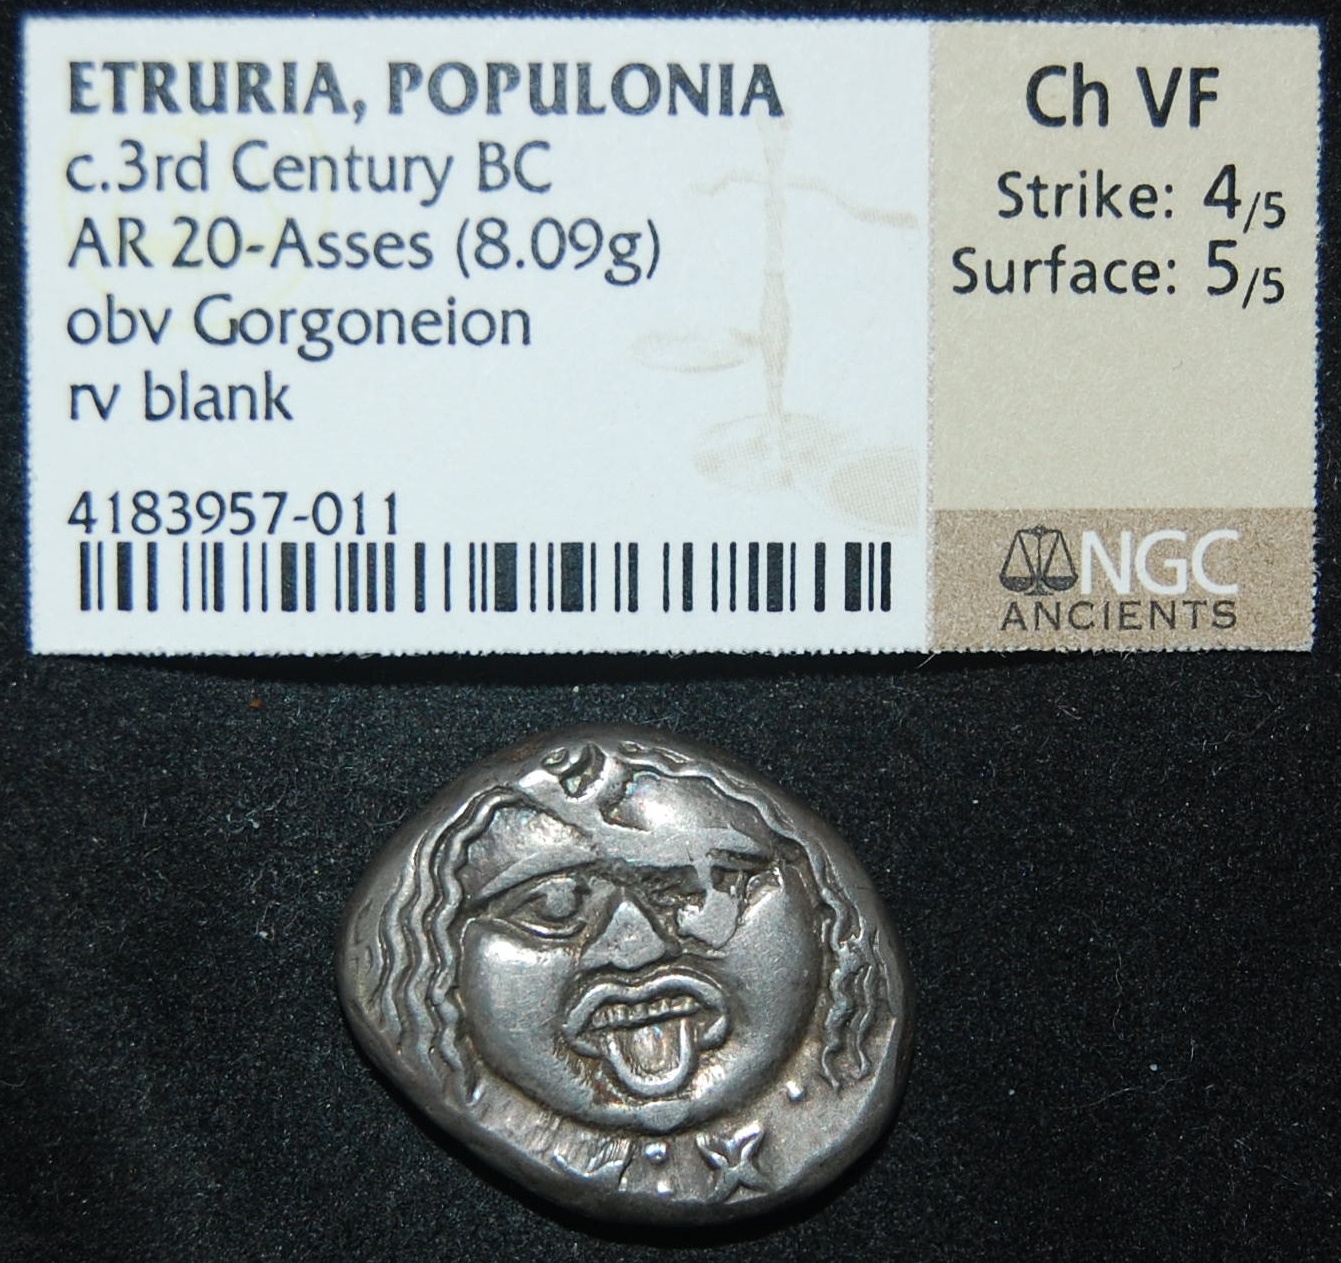 ETRURIA, POPULONIA
c.3rd Century BC
AR 20-Asses (8.09g)
obv Gorgoneion
rv blank
4183957-011
Ch VF
Strike: 4/5
Surface: 5/5
NGC
ANCIENTS